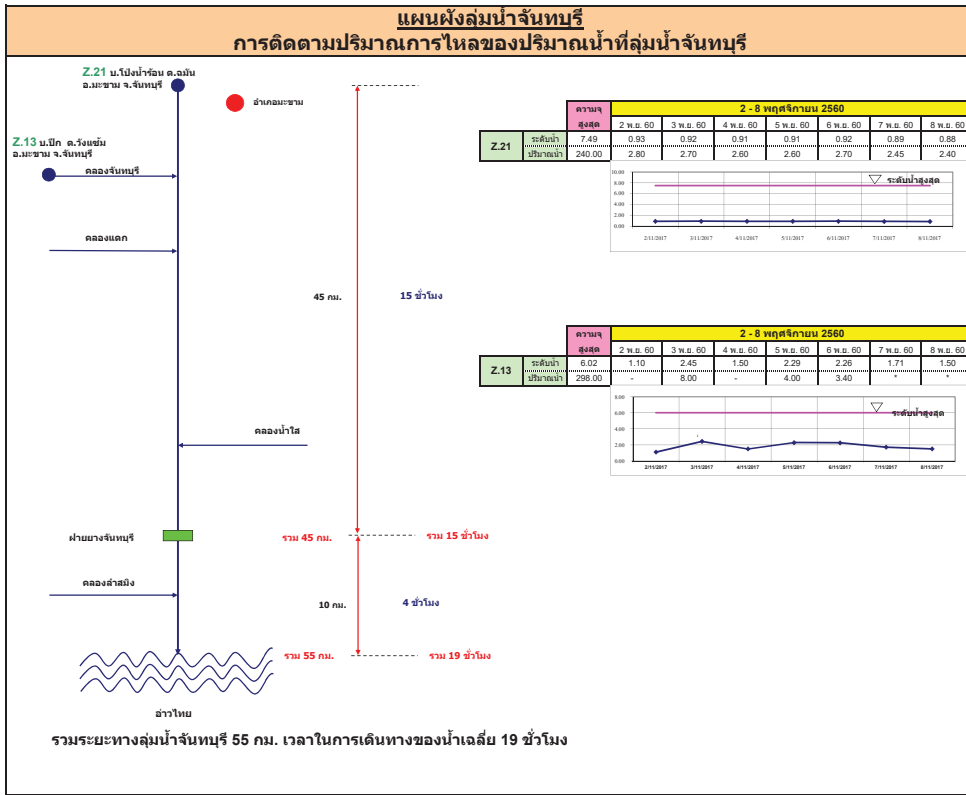 แผนผังลุ่มน้ำจันทบุรี
การติดตามปริมาณการไหลของปริมาณน้ำที่ลุ่มน้ำจันทบุรี
Z.21 บ.โป่งน้ำร้อน ต.ฉมัน
อ.มะขาม จ.จันทบุรี
อำเภอมะขาม
Z.13 บ.ปึก ต.วังแซ้ม
อ.มะขาม จ.จันทบุรี
คลองจันทบุรี
คลองแตก
45 กม. 15 ชั่วโมง
คลองน้ำใส
ฝายยางจันทบุรี รวม 45 กม. รวม 15 ชั่วโมง
คลองลำสมิง
10 กม. 4 ชั่วโมง
รวม 55 กม. รวม 19 ชั่วโมง
อ่าวไทย
รวมระยะทางลุ่มน้ำจันทบุรี 55 กม. เวลาในการเดินทางของน้ำเฉลี่ย 19 ชั่วโมง
ความจุ 2 - 8 พฤศจิกายน 2560
สูงสุด 2 พ.ย. 60 3 พ.ย. 60 4 พ.ย. 60 5 พ.ย. 60 6 พ.ย. 60 7 พ.ย. 60 8 พ.ย. 60
Z.21 ระดับน้ำ 7.49 0.93 0.92 0.91 0.91 0.92 0.89 0.88
ปริมาณน้ำ 240.00 2.80 2.70 2.60 2.60 2.70 2.45 2.40
10.00
8.00
6.00
4.00
2.00
0.00
ระดับน้ำสูงสุด
2/11/2017 3/11/2017 4/11/2017 5/11/2017 6/11/2017 7/11/2017 8/11/2017
ความจุ 2 - 8 พฤศจิกายน 2560
สูงสุด 2 พ.ย. 60 3 พ.ย. 60 4 พ.ย. 60 5 พ.ย. 60 6 พ.ย. 60 7 พ.ย. 60 8 พ.ย. 60
Z.13 ระดับน้ำ 6.02 1.10 2.45 1.50 2.29 2.26 1.71 1.50
ปริมาณน้ำ 298.00 - 8.00 - 4.00 3.40 * *
8.00
6.00
4.00
2.00
0.00
ระดับน้ำสูงสุด
2/11/2017 3/11/2017 4/11/2017 5/11/2017 6/11/2017 7/11/2017 8/11/2017